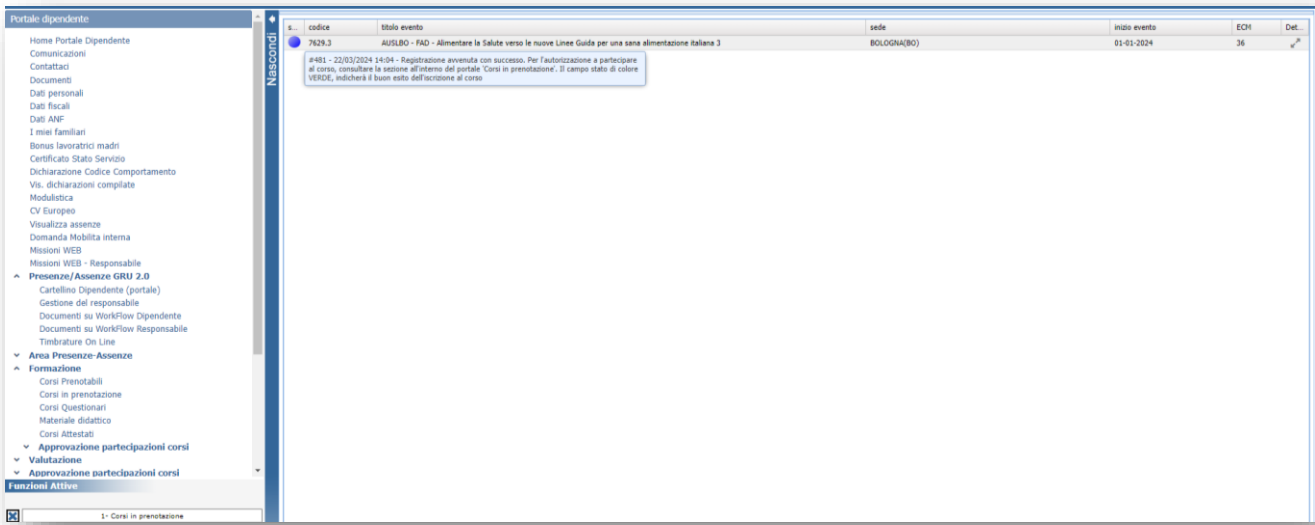 Portale dipendente
Home Portale Dipendente
Comunicazioni
Contattaci
Documenti
Dati personali
Dati fiscali
Dati ANF
I miei familiari
Bonus lavoratrici madri
Certificato Stato Servizio
Dichiarazione Codice Comportamento
Vis. dichiarazioni compilate
Modulistica
CV Europeo
Visualizza assenze
Domanda Mobilita interna
Missioni WEB
Missioni WEB - Responsabile
Presenze/Assenze GRU 2.0
Cartellino Dipendente (portale)
Gestione del responsabile
Documenti su WorkFlow Dipendente
Documenti su WorkFlow Responsabile
Timbrature On Line
Area Presenze-Assenze
Formazione
Corsi Prenotabili
Corsi in prenotazione
Corsi Questionari
Materiale didattico
Corsi Attestati
Approvazione partecipazioni corsi
Valutazione
Approvazione partecipazioni corsi
Funzioni Attive
1- Corsi in prenotazione
Nascondi
s... codice titolo evento sede inizio evento ECM Det...
7629.3 AUSLBO - FAD - Alimentare la Salute verso le nuove Linee Guida per una sana alimentazione italiana 3 BOLOGNA(BO) 01-01-2024 36
#481 - 22/03/2024 14:04 - Registrazione avvenuta con successo. Per l'autorizzazione a partecipare
al corso, consultare la sezione all'interno del portale 'Corsi in prenotazione'. Il campo stato di colore
VERDE, indicherà il buon esito dell'iscrizione al corso